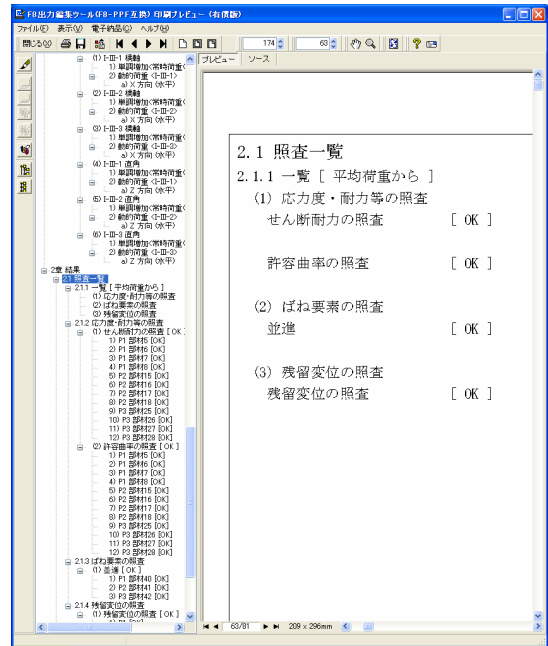 F8出力編集ツール(F8-PPF互換) 印刷プレビュー (有償版)
ファイル(F) 表示(V) 電子納品(C) ヘルプ(H)
閉じる(X) 174 63
プレビュー ソース
(1) I-III-1 橋軸
1) 単調増加<常時荷重<
2) 動的荷重 <I-III-1>
a) X 方向 (水平)
(2) I-III-2 橋軸
1) 単調増加<常時荷重<
2) 動的荷重 <I-III-2>
a) X 方向 (水平)
(3) I-III-3 橋軸
1) 単調増加<常時荷重<
2) 動的荷重 <I-III-3>
a) X 方向 (水平)
(4) I-III-1 直角
1) 単調増加<常時荷重<
2) 動的荷重 <I-III-1>
a) Z 方向 (水平)
(5) I-III-2 直角
1) 単調増加<常時荷重<
2) 動的荷重 <I-III-2>
a) Z 方向 (水平)
(6) I-III-3 直角
1) 単調増加<常時荷重<
2) 動的荷重 <I-III-3>
a) Z 方向 (水平)
2章 結果
2.1 照査一覧
2.1.1 一覧 [ 平均荷重から ]
(1) 応力度・耐力等の照査
(2) ばね要素の照査
(3) 残留変位の照査
2.1.2 応力度・耐力等の照査
(1) せん断耐力の照査 [ OK ]
1) P1 部材5 [OK]
2) P1 部材6 [OK]
3) P1 部材7 [OK]
4) P1 部材8 [OK]
5) P2 部材15 [OK]
6) P2 部材16 [OK]
7) P2 部材17 [OK]
8) P2 部材18 [OK]
9) P3 部材25 [OK]
10) P3 部材26 [OK]
11) P3 部材27 [OK]
12) P3 部材28 [OK]
(2) 許容曲率の照査 [ OK ]
1) P1 部材5 [OK]
2) P1 部材6 [OK]
3) P1 部材7 [OK]
4) P1 部材8 [OK]
5) P2 部材15 [OK]
6) P2 部材16 [OK]
7) P2 部材17 [OK]
8) P2 部材18 [OK]
9) P3 部材25 [OK]
10) P3 部材26 [OK]
11) P3 部材27 [OK]
12) P3 部材28 [OK]
2.1.3 ばね要素の照査
(1) 並進 [ OK ]
1) P1 部材40 [OK]
2) P2 部材41 [OK]
3) P3 部材42 [OK]
2.1.4 残留変位の照査
(1) 残留変位の照査 [ OK ]
2.1 照査一覧
2.1.1 一覧 [ 平均荷重から ]
(1) 応力度・耐力等の照査
せん断耐力の照査 [ OK ]
許容曲率の照査 [ OK ]
(2) ばね要素の照査
並進 [ OK ]
(3) 残留変位の照査
残留変位の照査 [ OK ]
63/81 209 x 296mm